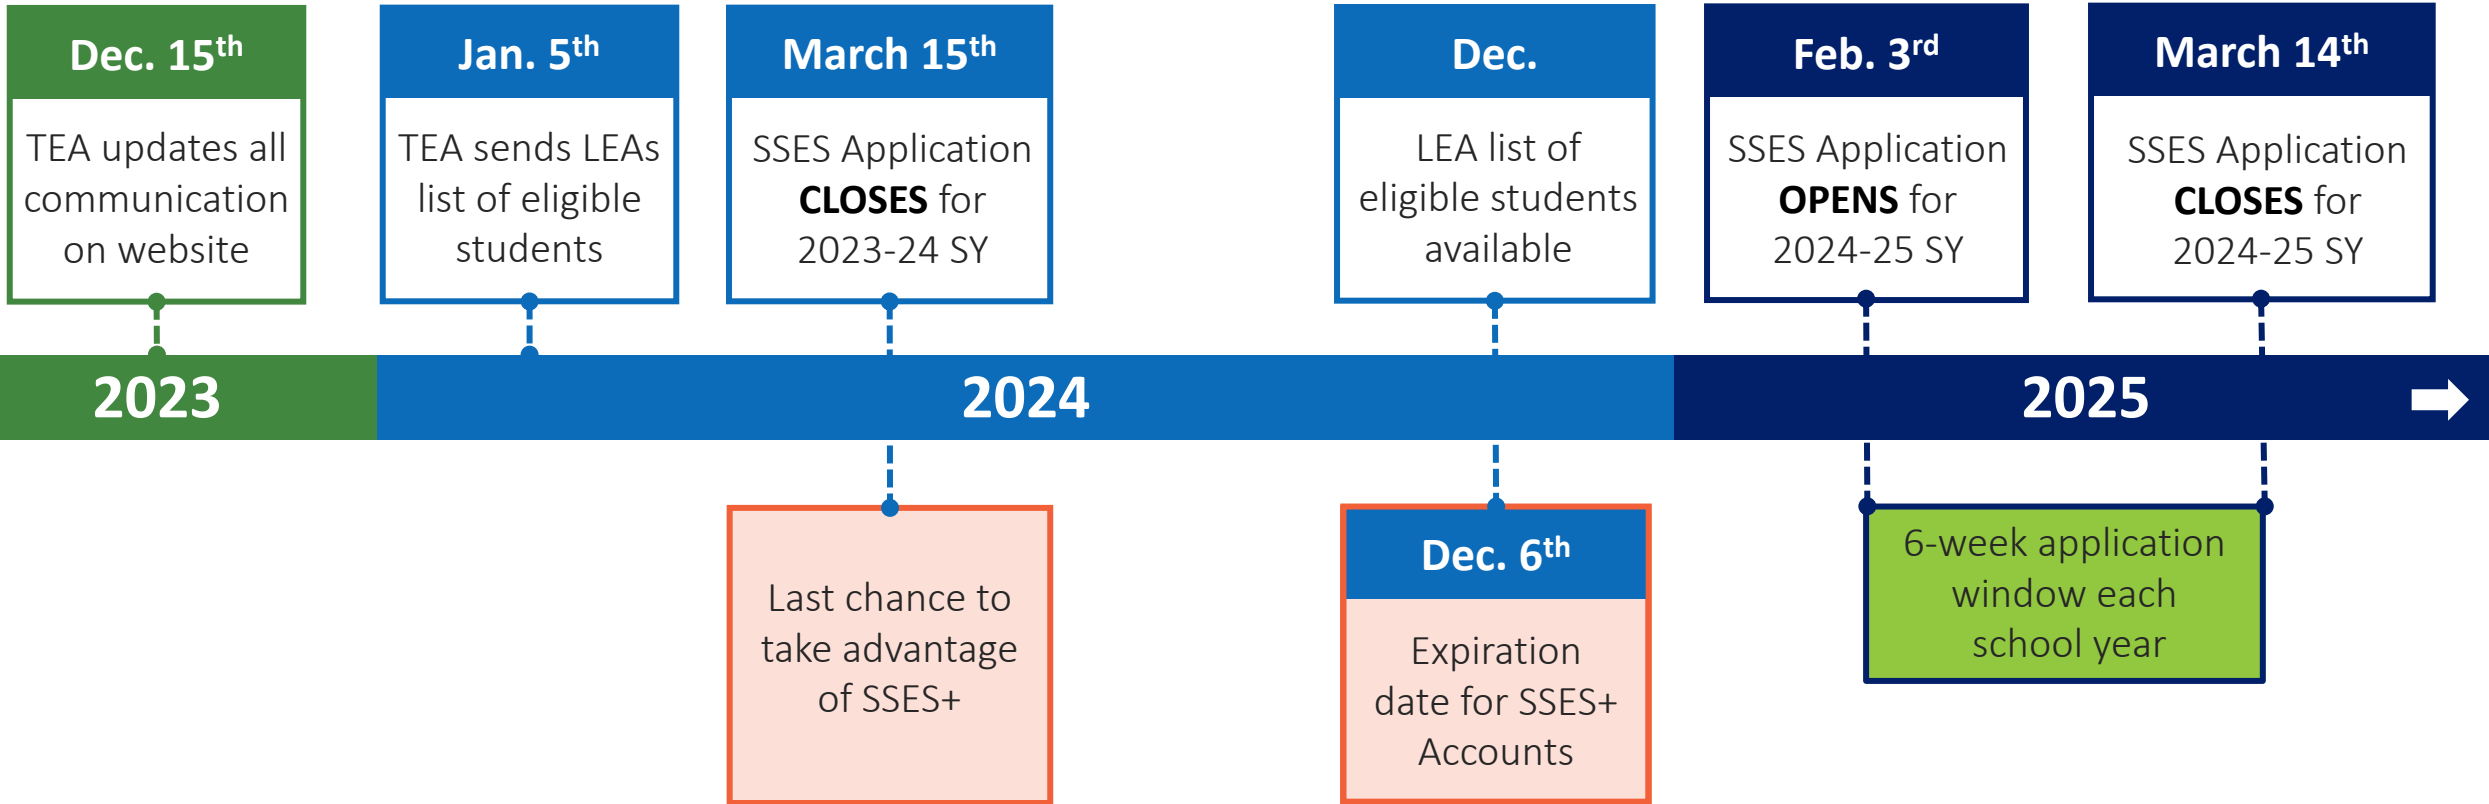 Dec. 15th
TEA updates all
communication
on website
Jan. 5th
TEA sends LEAs
list of eligible
students
March 15th
SSES Application
CLOSES for
2023-24 SY
Dec.
LEA list of
eligible students
available
Feb. 3rd
SSES Application
OPENS for
2024-25 SY
March 14th
SSES Application
CLOSES for
2024-25 SY
2023
2024
2025
Last chance to
take advantage
of SSES+
Dec. 6th
Expiration
date for SSES+
Accounts
6-week application
window each
school year